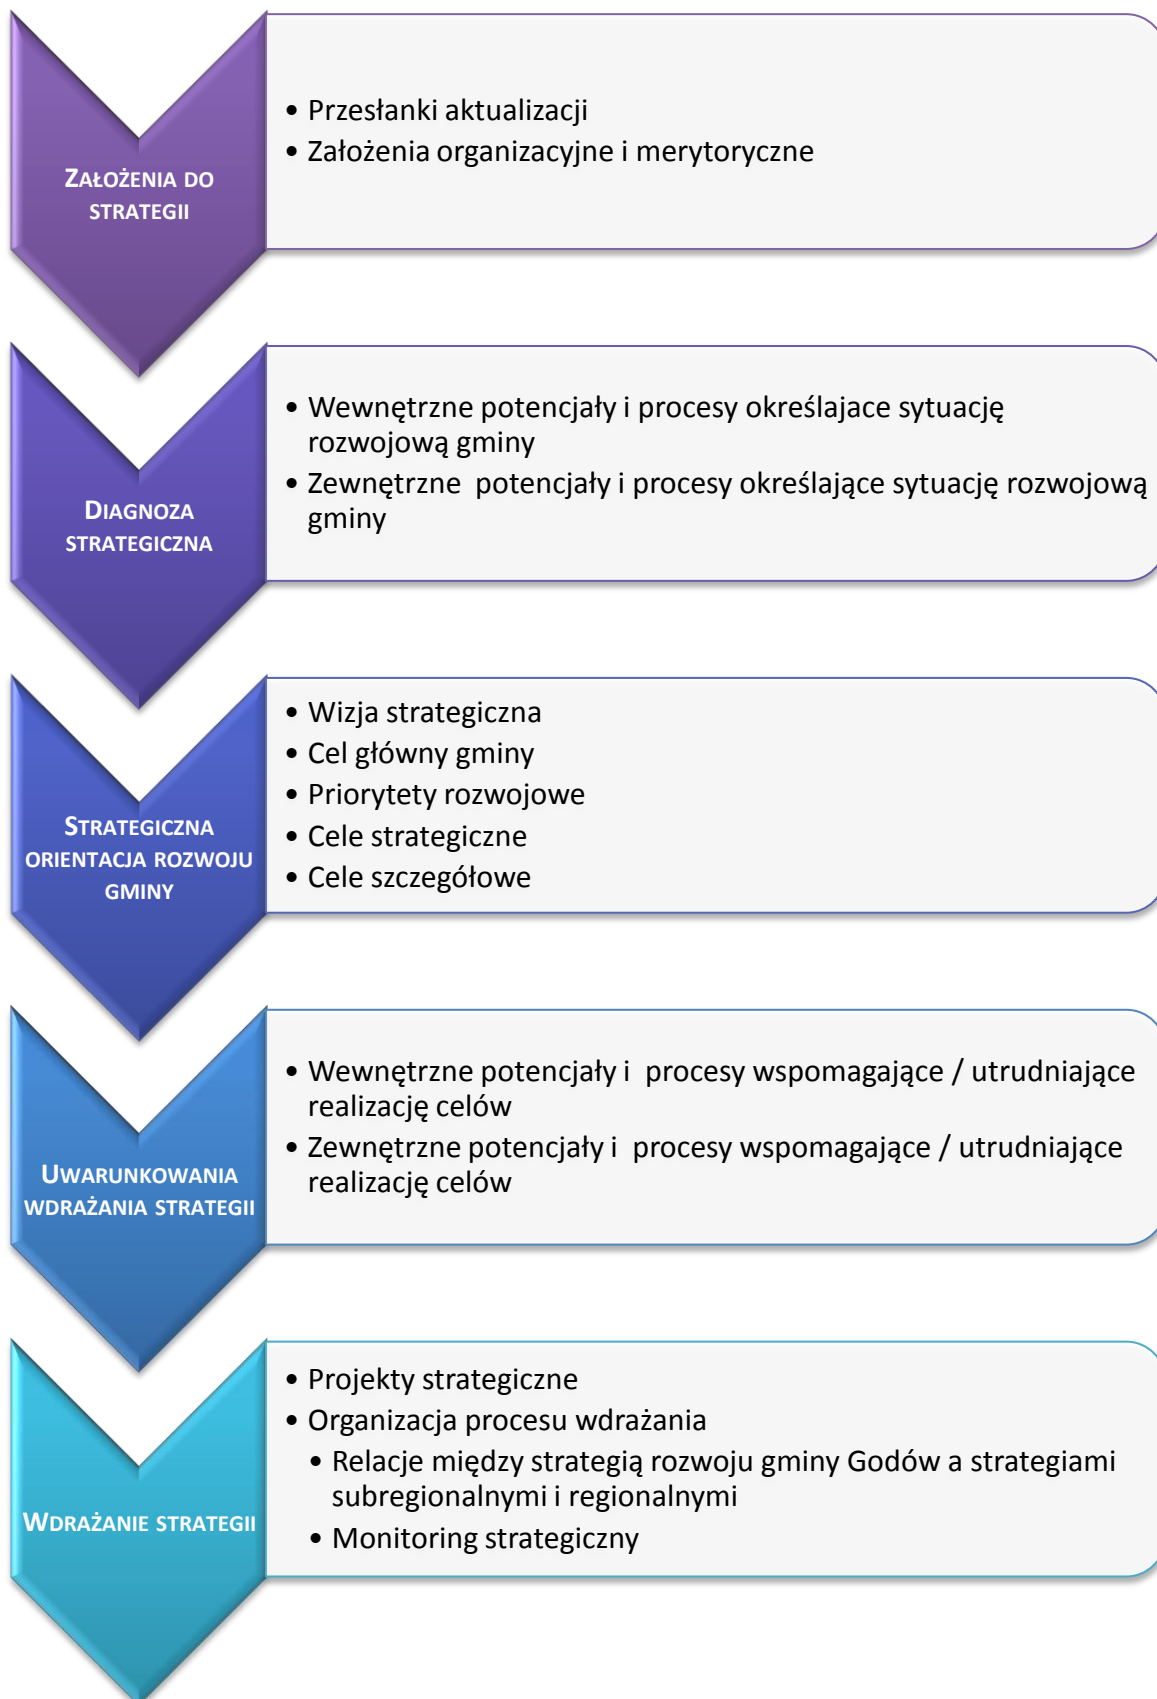 ZAŁOŻENIA DO
STRATEGII
• Przesłanki aktualizacji
• Założenia organizacyjne i merytoryczne
DIAGNOZA
STRATEGICZNA
• Wewnętrzne potencjały i procesy określajace sytuację
rozwojową gminy
• Zewnętrzne potencjały i procesy określające sytuację rozwojową
gminy
STRATEGICZNA
ORIENTACJA ROZWOJU
GMINY
• Wizja strategiczna
• Cel główny gminy
• Priorytety rozwojowe
• Cele strategiczne
• Cele szczegółowe
UWARUNKOWANIA
WDRAŻANIA STRATEGII
• Wewnętrzne potencjały i procesy wspomagające / utrudniające
realizację celów
• Zewnętrzne potencjały i procesy wspomagające / utrudniające
realizację celów
WDRAŻANIE STRATEGII
• Projekty strategiczne
• Organizacja procesu wdrażania
• Relacje między strategią rozwoju gminy Godów a strategiami
subregionalnymi i regionalnymi
• Monitoring strategiczny